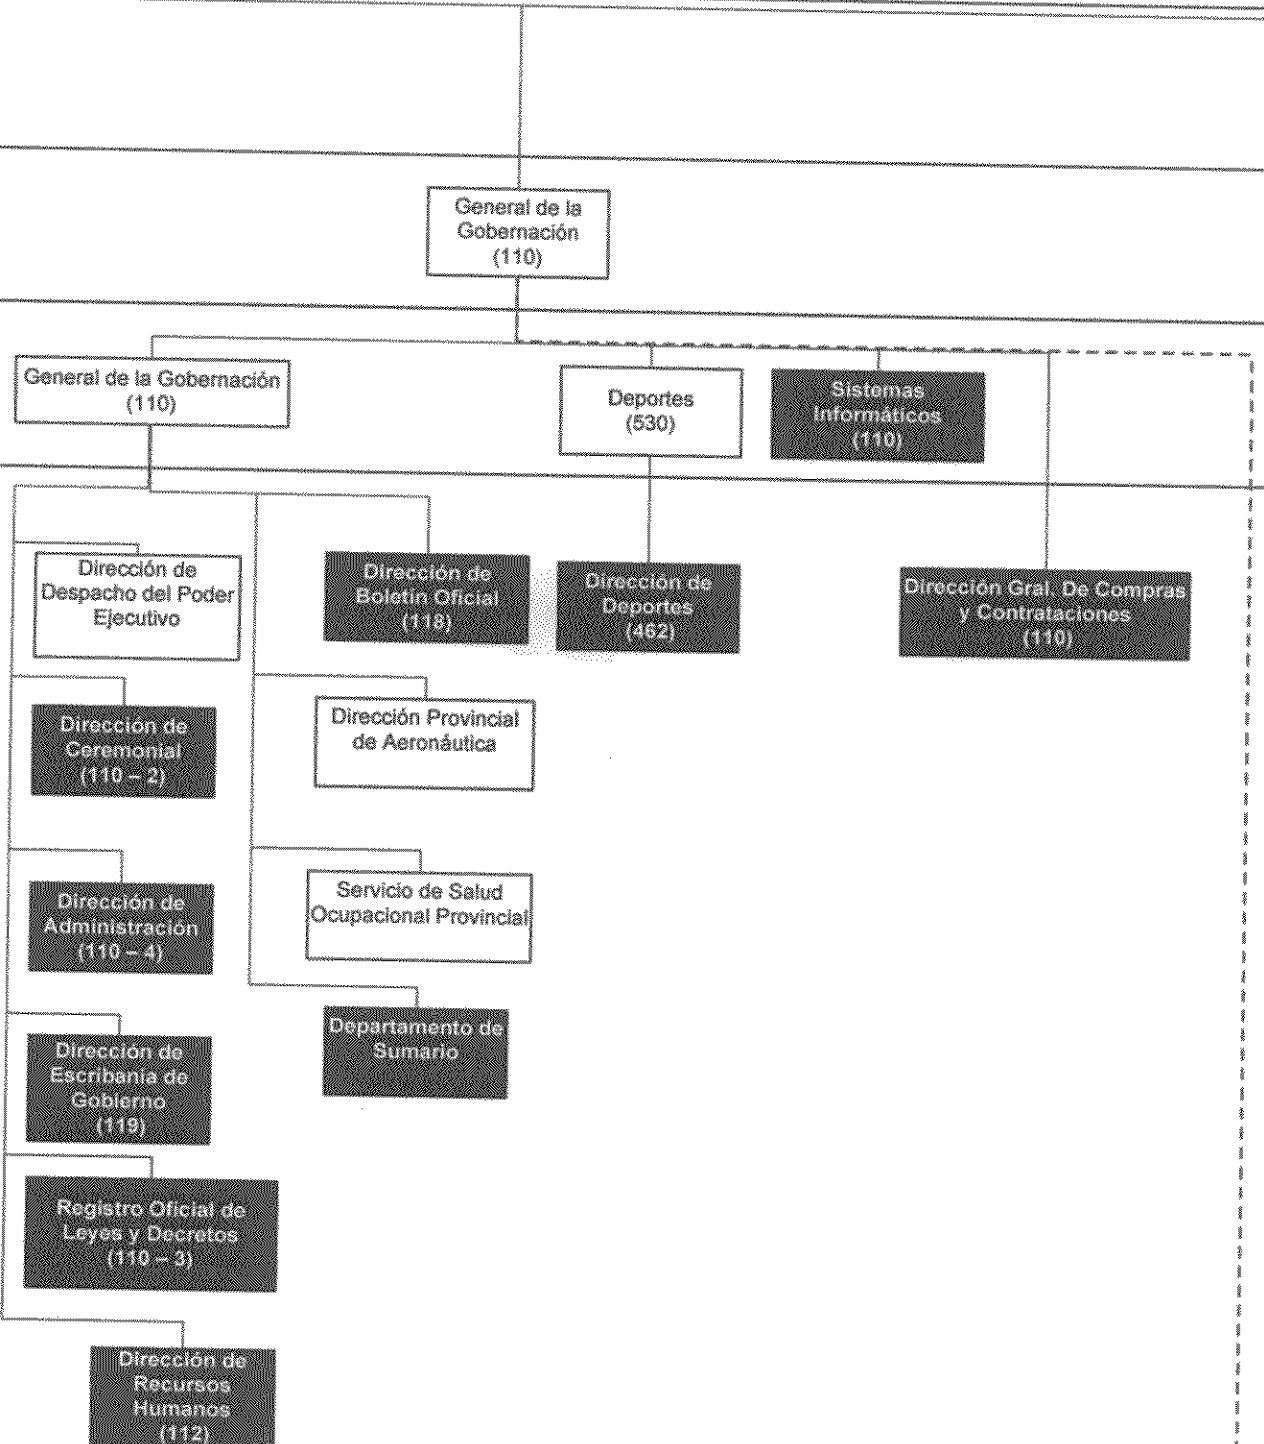 General de la
Gobernación
(110)
General de la Gobernación
(110)
Deportes
(530)
Sistemas
Informáticos
(110)
Dirección de
Despacho del Poder
Ejecutivo
Dirección de
Boletín Oficial
(118)
Dirección de
Deportes
(462)
Dirección Gral. De Compras
y Contrataciones
(110)
Dirección de
Ceremonial
(110 – 2)
Dirección Provincial
de Aeronáutica
Dirección de
Administración
(110 – 4)
Servicio de Salud
Ocupacional Provincial
Dirección de
Escribania de
Gobierno
(119)
Departamento de
Sumario
Registro Oficial de
Leyes y Decretos
(110 – 3)
Dirección de
Recursos
Humanos
(112)